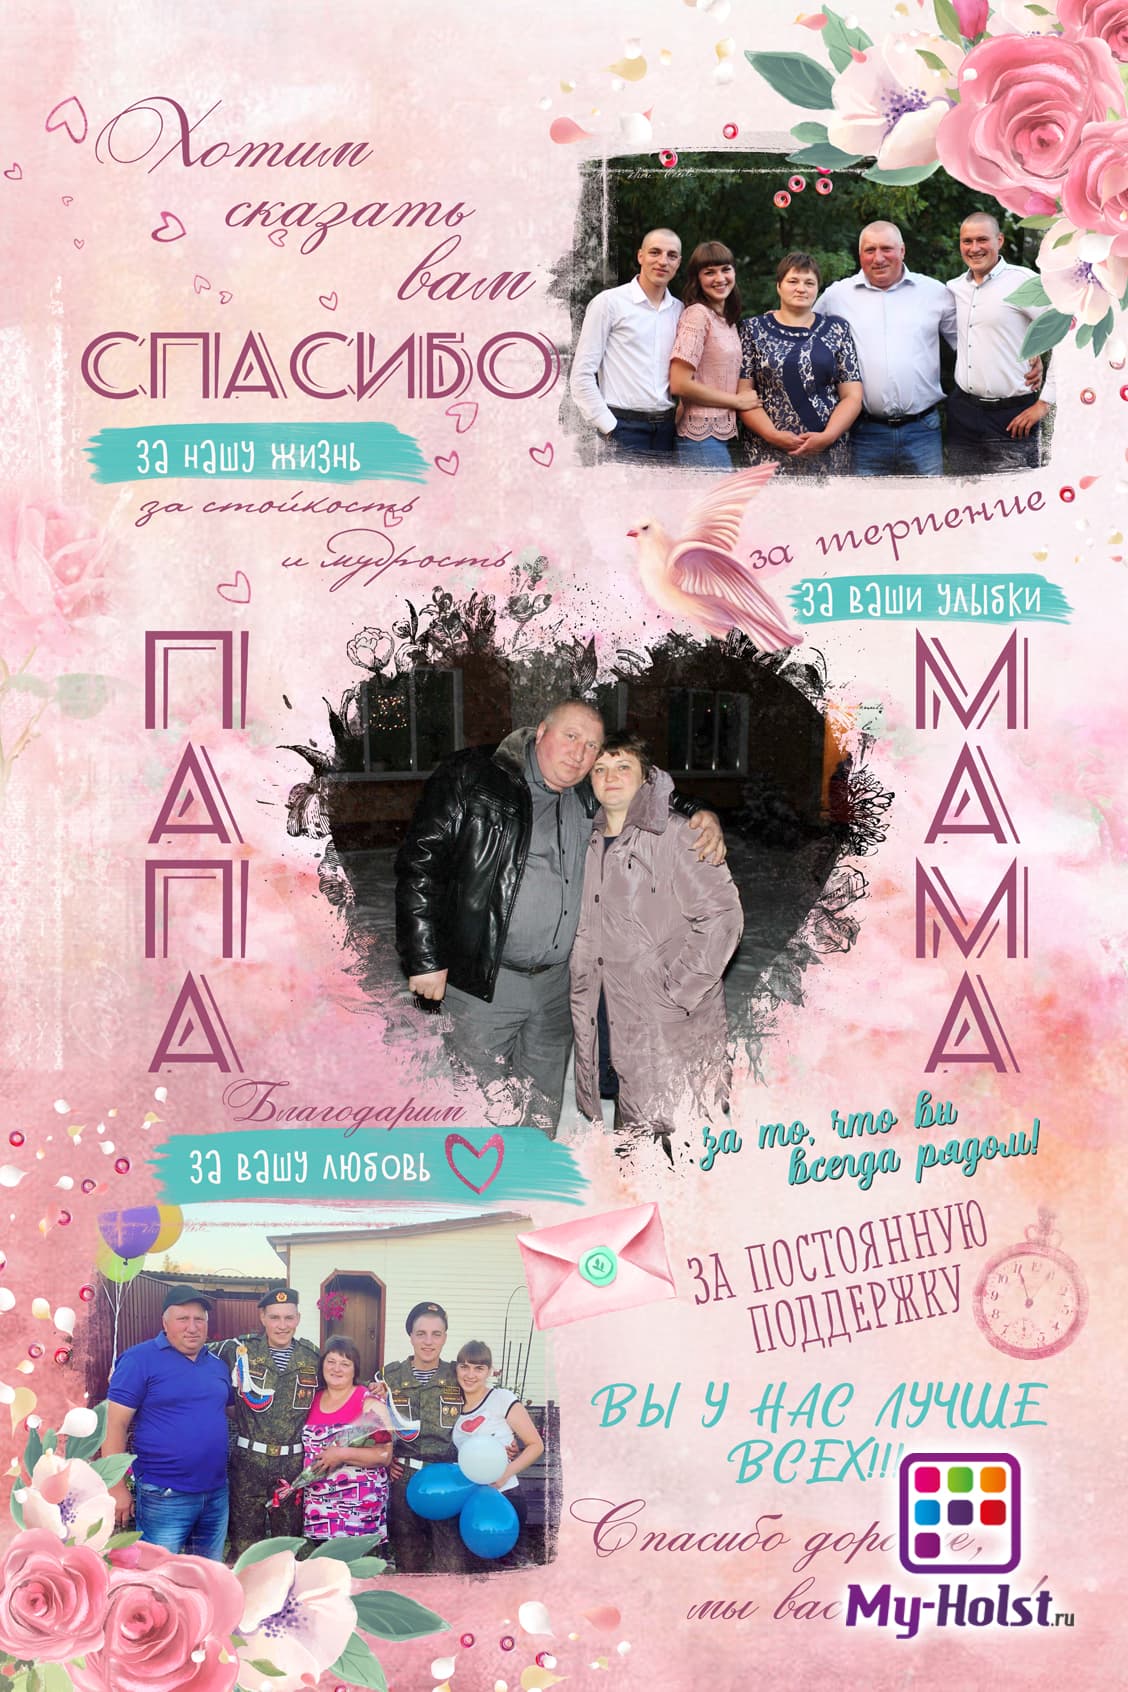 Хотим
сказать
вам
СПАСИБО
ЗА НАШУ ЖИЗНЬ
за стойкость
и мудрость
за терпение
ЗА ВАШИ УЛЫБКИ
ПАПА
МАМА
Благодарим
ЗА ВАШУ ЛЮБОВЬ
за то, что вы
всегда рядом!
ЗА ПОСТОЯННУЮ
ПОДДЕРЖКУ
ВЫ У НАС ЛУЧШЕ
ВСЕХ!!!
Спасибо
мы вас
My-Holst.ru